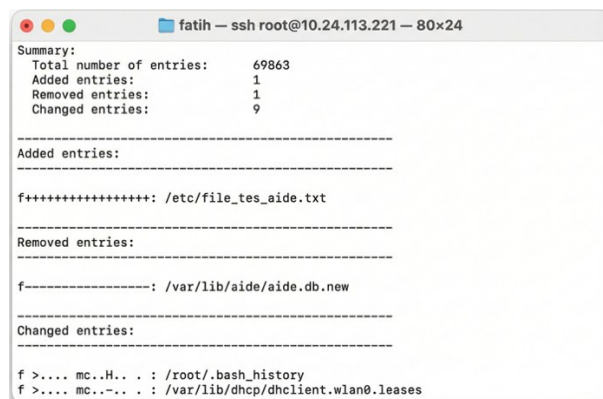 fatih — ssh root@10.24.113.221 — 80×24
Summary:
  Total number of entries:      69863
  Added entries:                1
  Removed entries:              1
  Changed entries:              9
---------------------------------------------------
Added entries:
---------------------------------------------------
f+++++++++++++++++: /etc/file_tes_aide.txt
---------------------------------------------------
Removed entries:
---------------------------------------------------
f-----------------: /var/lib/aide/aide.db.new
---------------------------------------------------
Changed entries:
---------------------------------------------------
f >.... mc..H.. . : /root/.bash_history
f >.... mc..-.. . : /var/lib/dhcp/dhclient.wlan0.leases